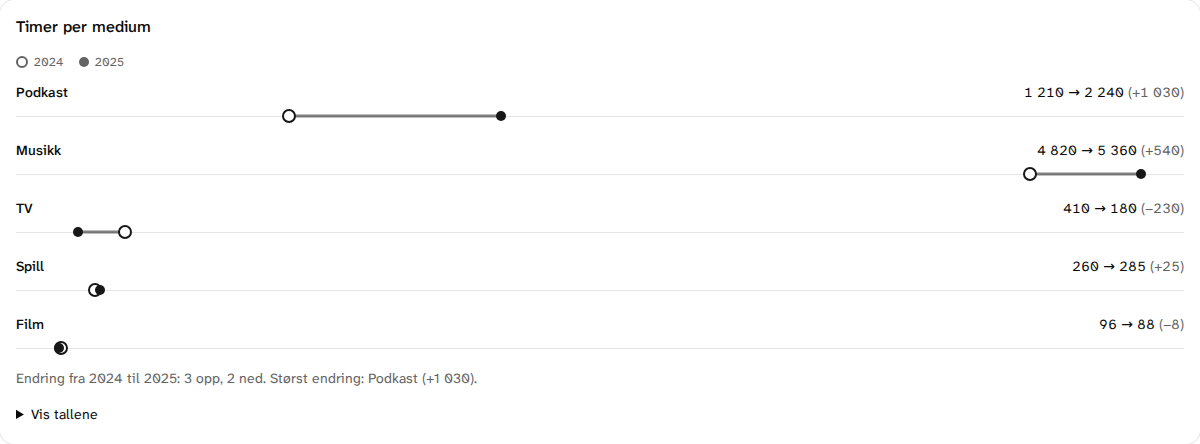 Timer per medium
2024 2025
Podkast 1 210 → 2 240 (+1 030)
Musikk 4 820 → 5 360 (+540)
TV 410 → 180 (−230)
Spill 260 → 285 (+25)
Film 96 → 88 (−8)
Endring fra 2024 til 2025: 3 opp, 2 ned. Størst endring: Podkast (+1 030).
Vis tallene